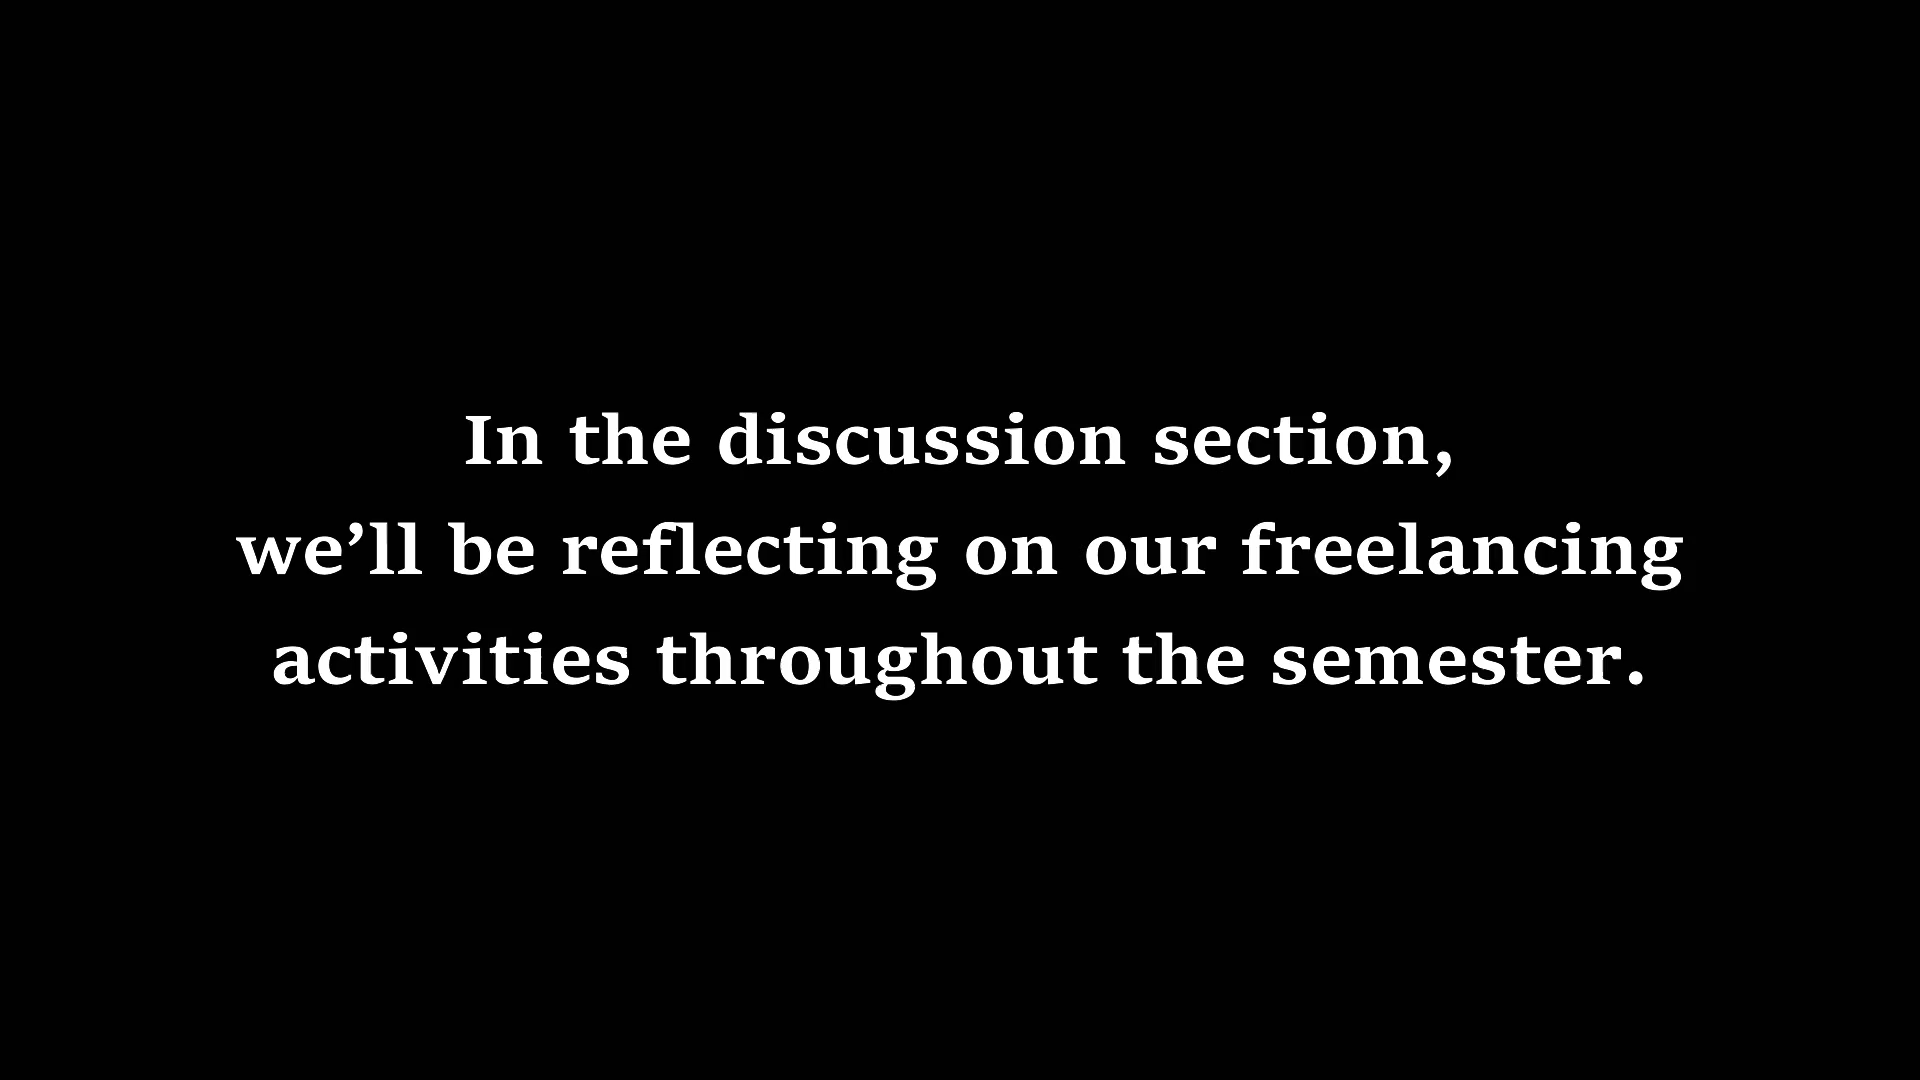 In the discussion section,
we’ll be reflecting on our freelancing
activities throughout the semester.